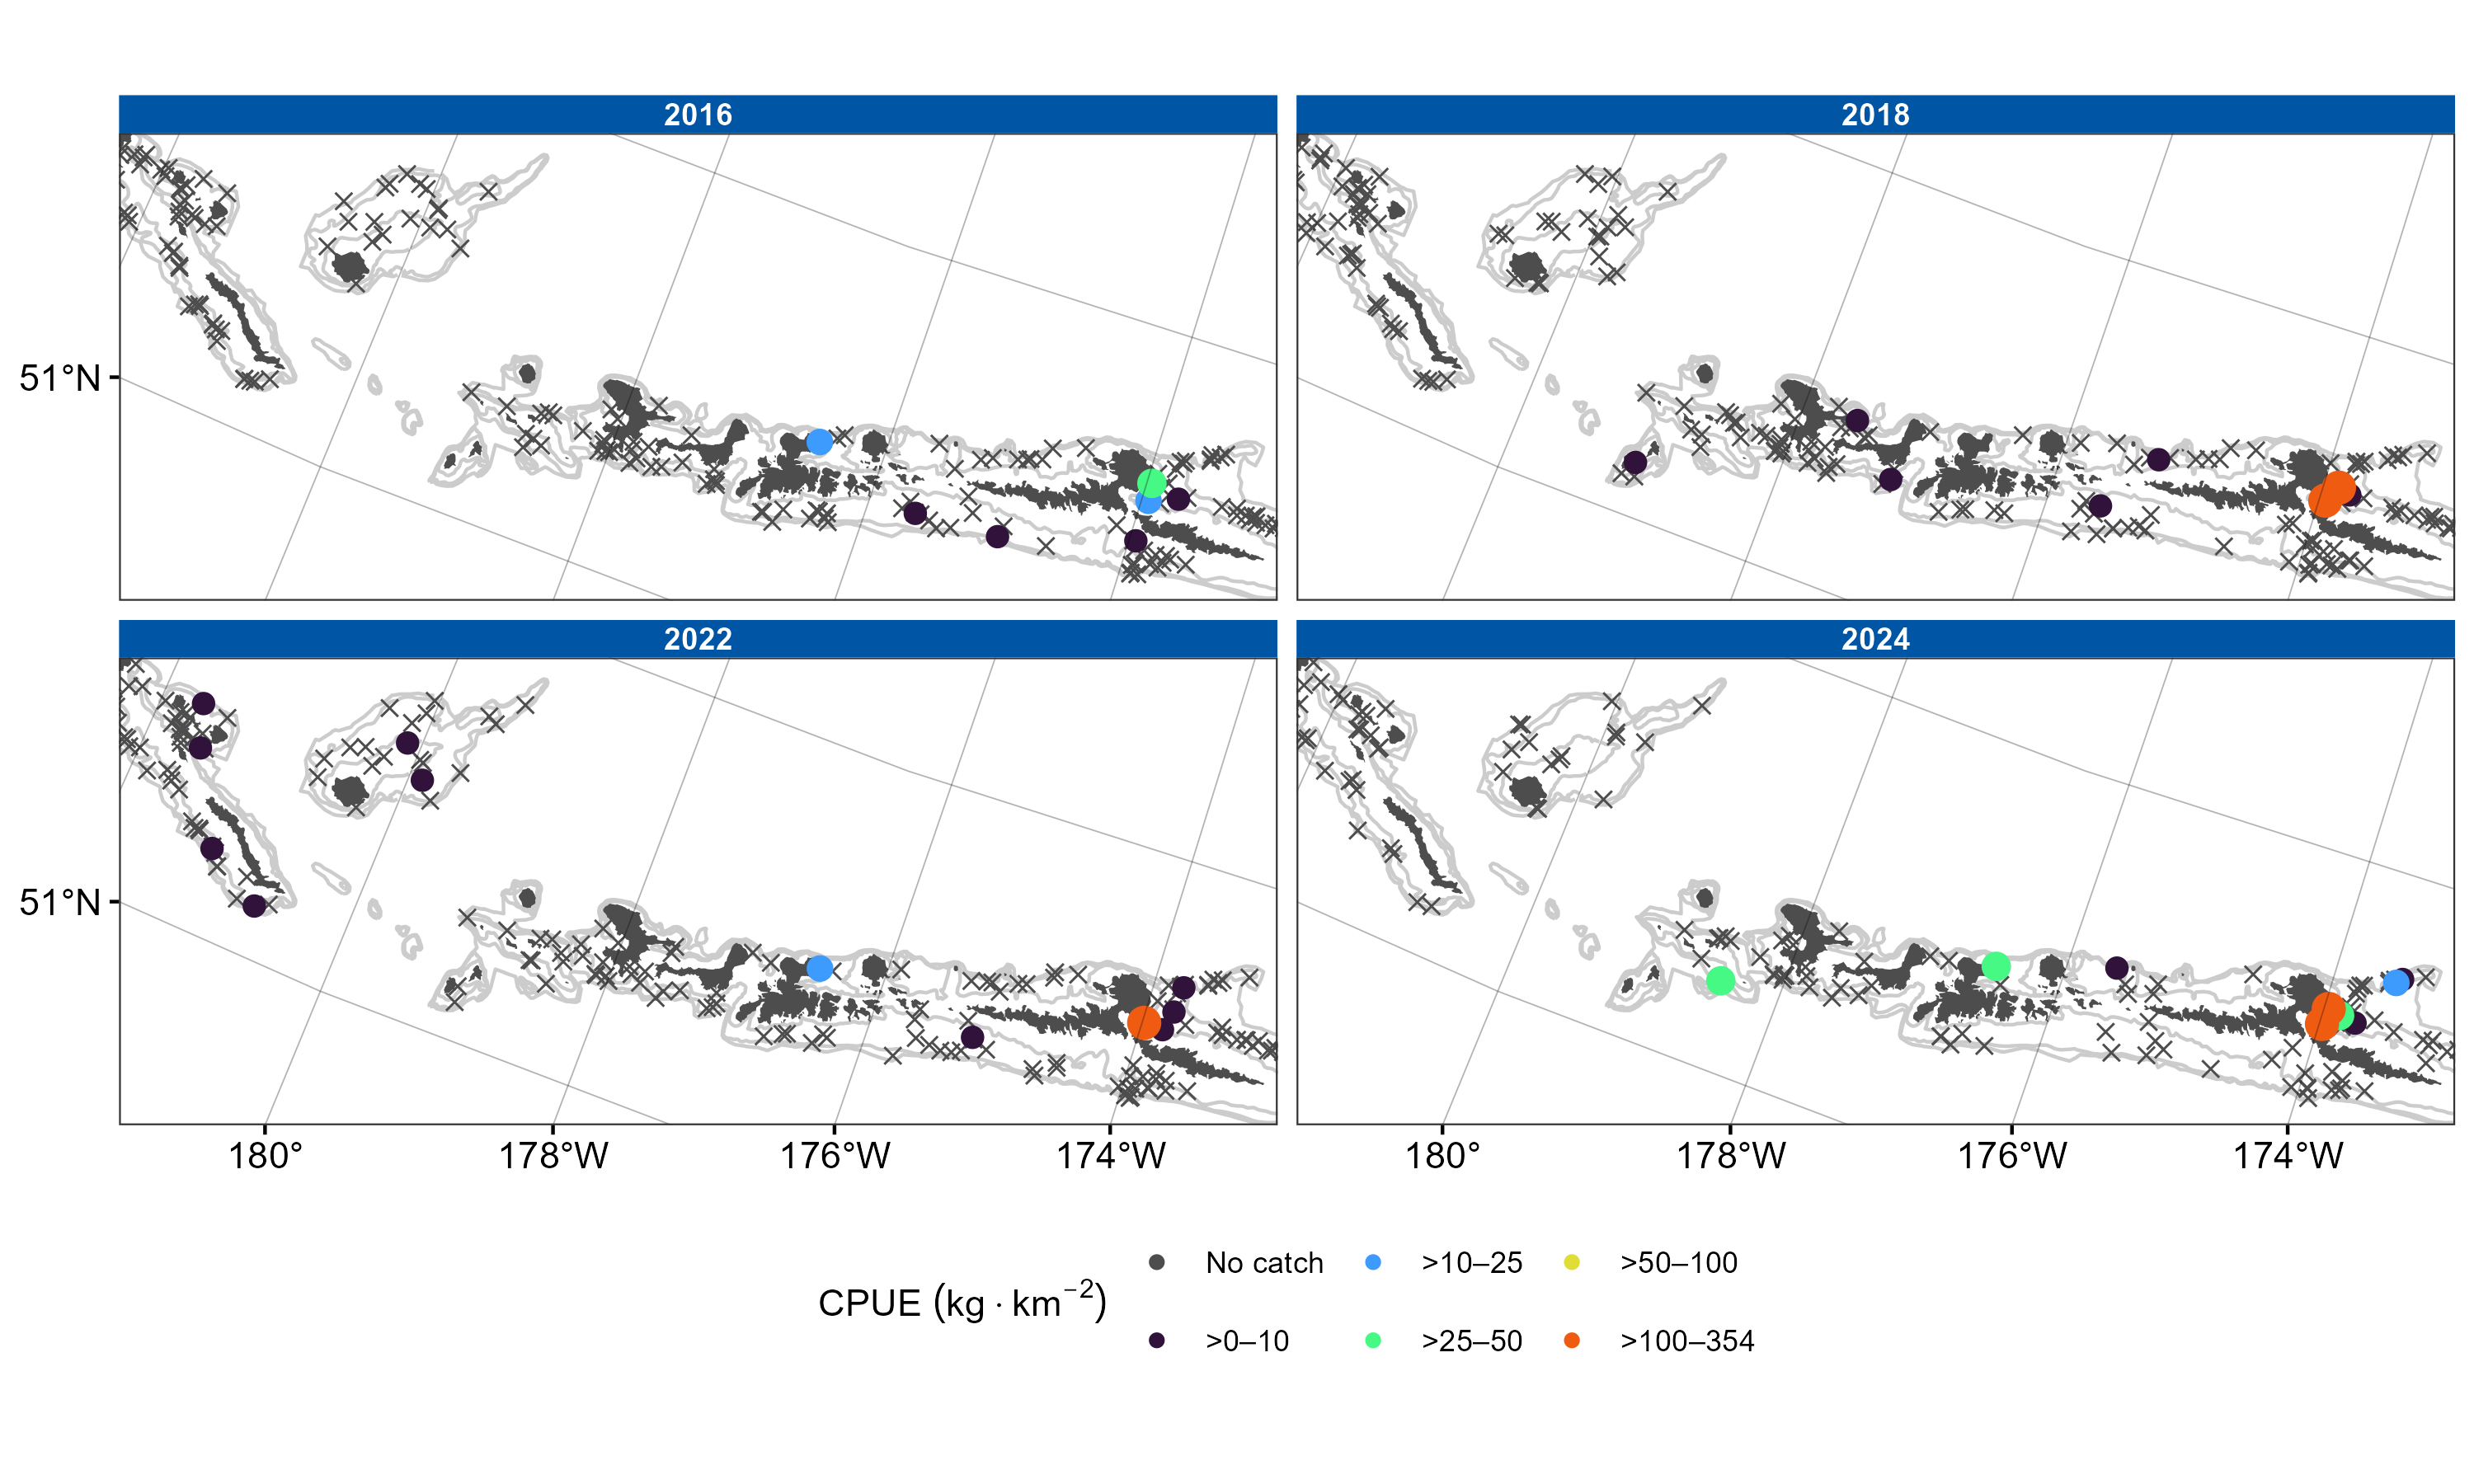 2016
2018
51°N
2022
2024
51°N
180°
178°W
176°W
174°W
180°
178°W
176°W
174°W
CPUE (kg · km⁻²)
No catch
>10–25
>50–100
>0–10
>25–50
>100–354